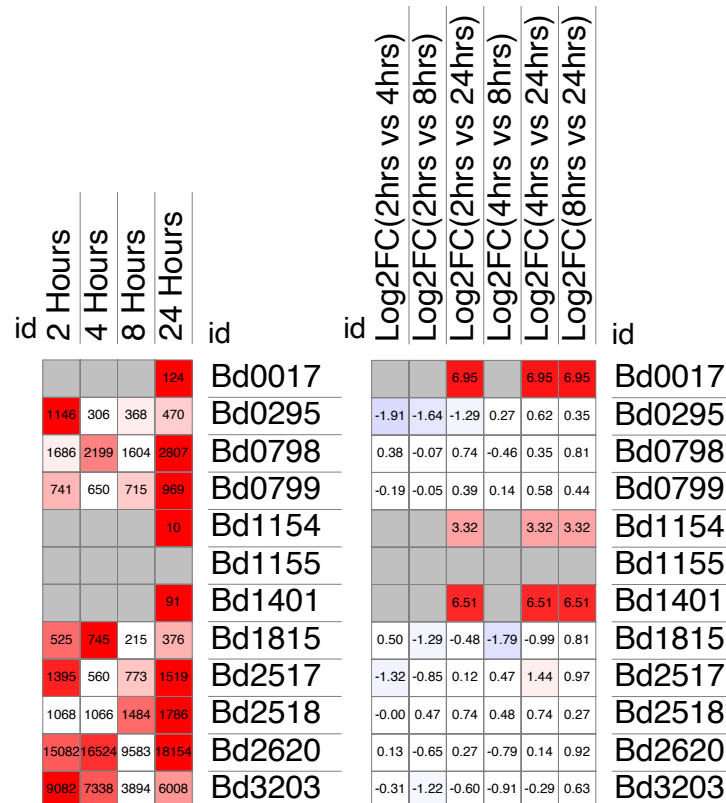 id 2 Hours 4 Hours 8 Hours 24 Hours id
id Log2FC(2hrs vs 4hrs) Log2FC(2hrs vs 8hrs) Log2FC(2hrs vs 24hrs) Log2FC(4hrs vs 8hrs) Log2FC(4hrs vs 24hrs) Log2FC(8hrs vs 24hrs) id
124 Bd0017 6.95 6.95 6.95 Bd0017
1146 306 368 470 Bd0295 -1.91 -1.64 -1.29 0.27 0.62 0.35 Bd0295
1686 2199 1604 2807 Bd0798 0.38 -0.07 0.74 -0.46 0.35 0.81 Bd0798
741 650 715 969 Bd0799 -0.19 -0.05 0.39 0.14 0.58 0.44 Bd0799
10 Bd1154 3.32 3.32 3.32 Bd1154
Bd1155 Bd1155
91 Bd1401 6.51 6.51 6.51 Bd1401
525 745 215 376 Bd1815 0.50 -1.29 -0.48 -1.79 -0.99 0.81 Bd1815
1395 560 773 1519 Bd2517 -1.32 -0.85 0.12 0.47 1.44 0.97 Bd2517
1068 1066 1484 1786 Bd2518 -0.00 0.47 0.74 0.48 0.74 0.27 Bd2518
15082 16524 9583 18154 Bd2620 0.13 -0.65 0.27 -0.79 0.14 0.92 Bd2620
9082 7338 3894 6008 Bd3203 -0.31 -1.22 -0.60 -0.91 -0.29 0.63 Bd3203